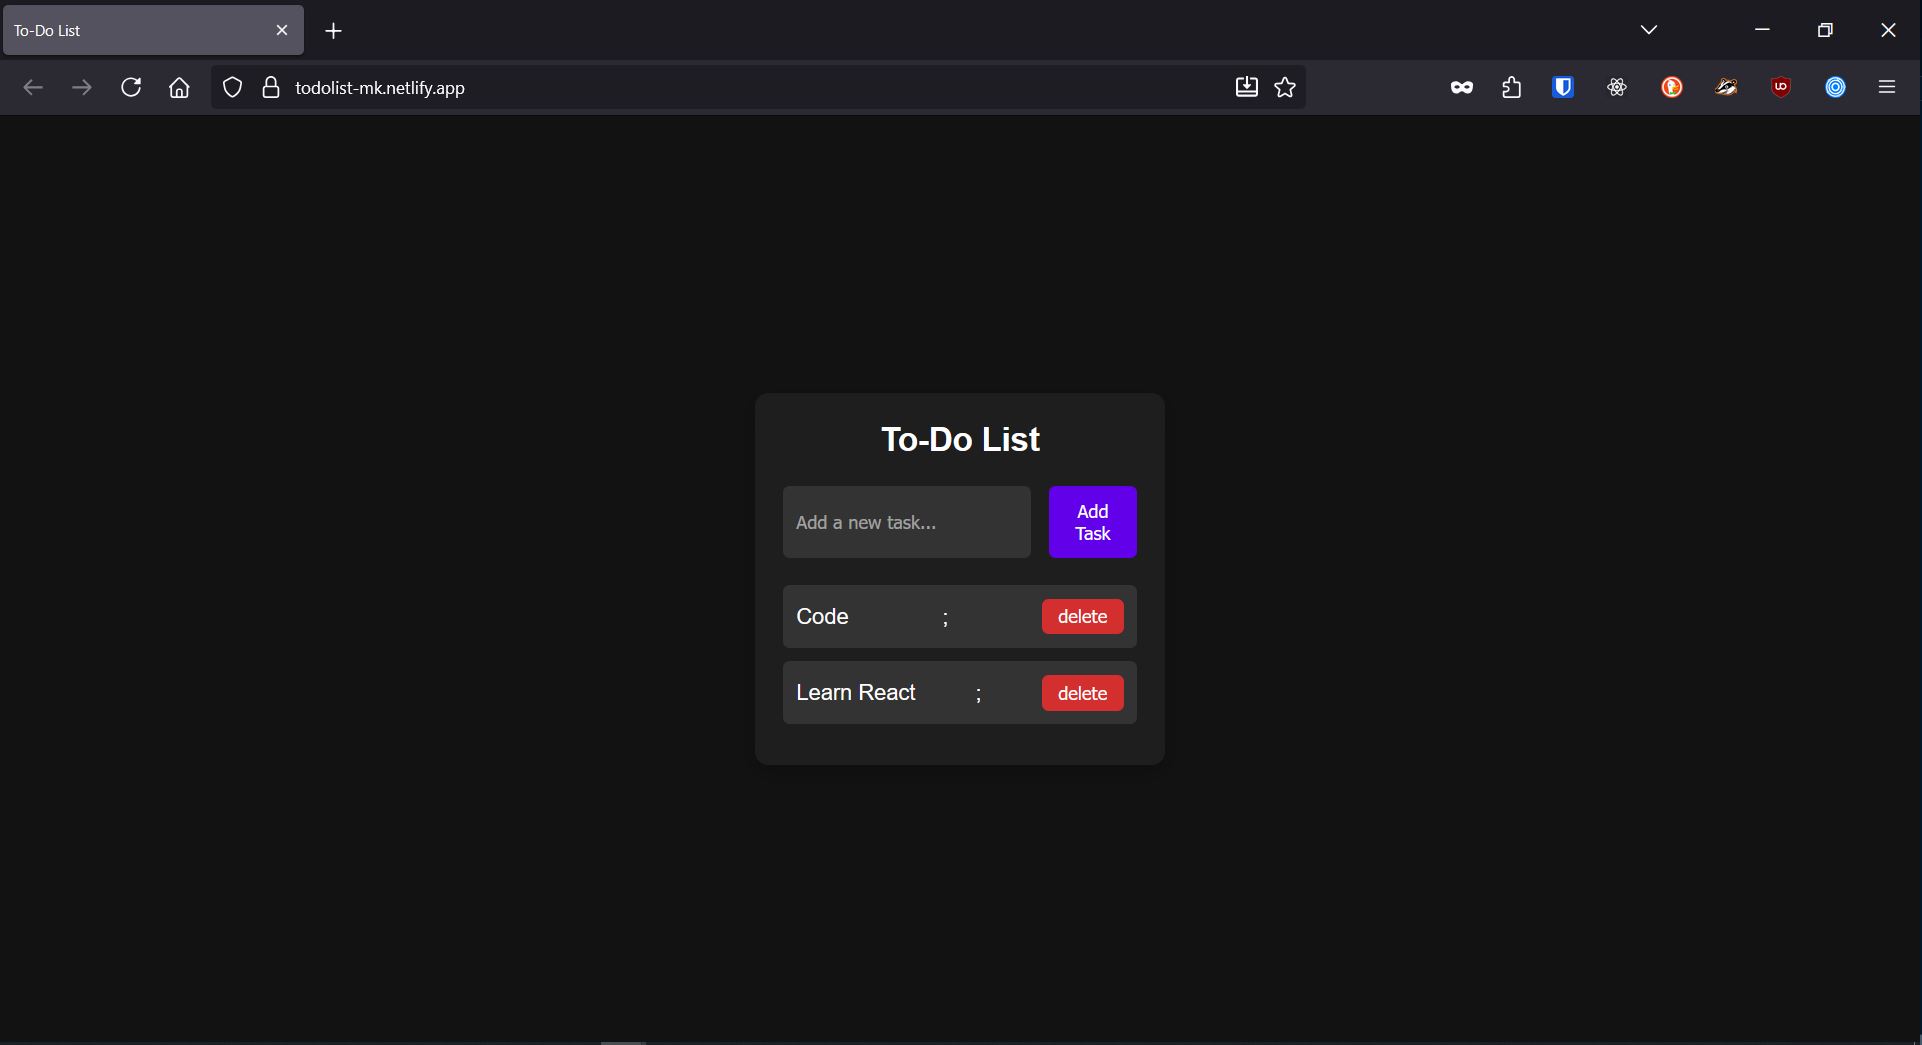 To-Do List
todolist-mk.netlify.app
To-Do List
Add a new task...
Add
Task
Code ; delete
Learn React ; delete